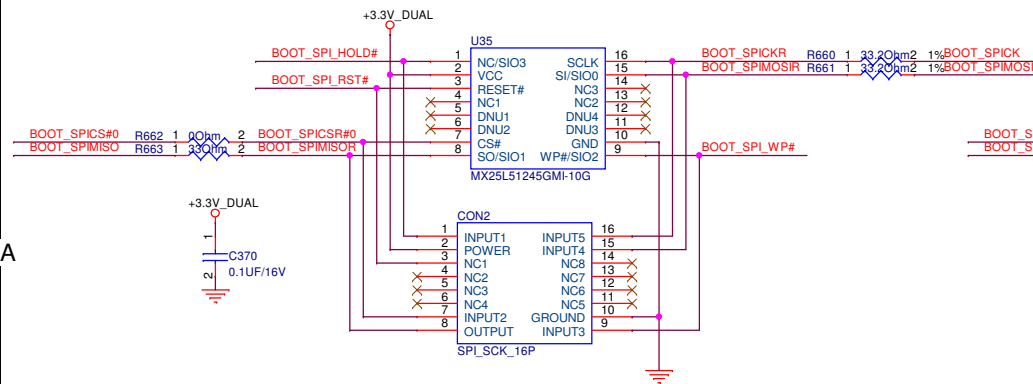 +3.3V_DUAL
U35
BOOT_SPI_HOLD# 1 NC/SIO3 SCLK 16 BOOT_SPICKR R660 1 33.2Ohm 2 1% BOOT_SPICK
2 VCC SI/SIO0 15 BOOT_SPIMOSIR R661 1 33.2Ohm 2 1% BOOT_SPIMOSI
BOOT_SPI_RST# 3 RESET# NC3 14
4 NC1 NC2 13
5 DNU1 DNU4 12
6 DNU2 DNU3 11
BOOT_SPICS#0 R662 1 0Ohm 2 BOOT_SPICSR#0 7 CS# GND 10 BOOT_S
BOOT_SPIMISO R663 1 33Ohm 2 BOOT_SPIMISOR 8 SO/SIO1 WP#/SIO2 9 BOOT_SPI_WP# BOOT_S
MX25L51245GMI-10G
+3.3V_DUAL
CON2
1 INPUT1 INPUT5 16
2 POWER INPUT4 15
3 NC1 NC8 14
4 NC2 NC7 13
5 NC3 NC6 12
6 NC4 NC5 11
7 INPUT2 GROUND 10
8 OUTPUT INPUT3 9
SPI_SCK_16P
A
1
C370
0.1UF/16V
2